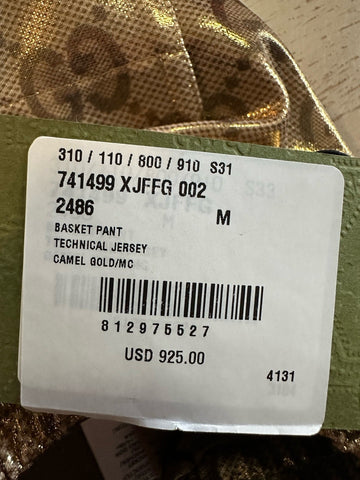 310 / 110 / 800 / 910 S31
741499 XJFFG 002
2486 M
BASKET PANT
TECHNICAL JERSEY
CAMEL GOLD/MC
812975527
USD 925.00
4131